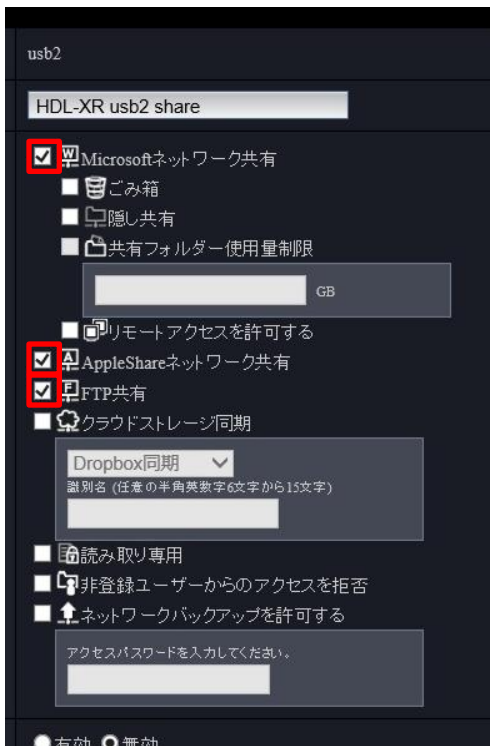 usb2
HDL-XR usb2 share
Microsoftネットワーク共有
ごみ箱
隠し共有
共有フォルダー使用量制限
GB
リモートアクセスを許可する
AppleShareネットワーク共有
FTP共有
クラウドストレージ同期
Dropbox同期
識別名 (任意の半角英数字6文字から15文字)
読み取り専用
非登録ユーザーからのアクセスを拒否
ネットワークバックアップを許可する
アクセスパスワードを入力してください。
有効 無効